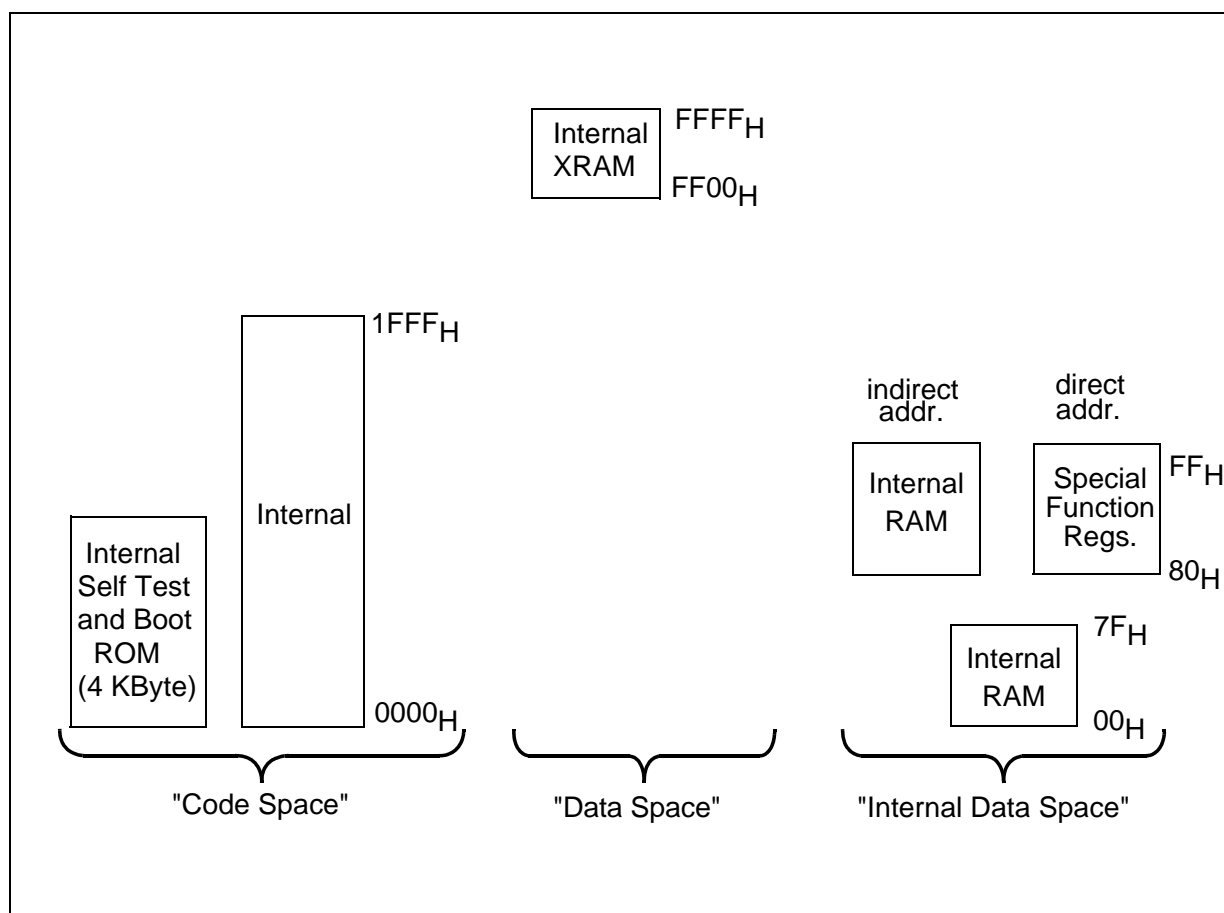 Internal
XRAM
FFFFH
FF00H
1FFFH
Internal
0000H
Internal
Self Test
and Boot
ROM
(4 KByte)
indirect
addr.
direct
addr.
Internal
RAM
Special
Function
Regs.
FFH
80H
Internal
RAM
7FH
00H
"Code Space"
"Data Space"
"Internal Data Space"